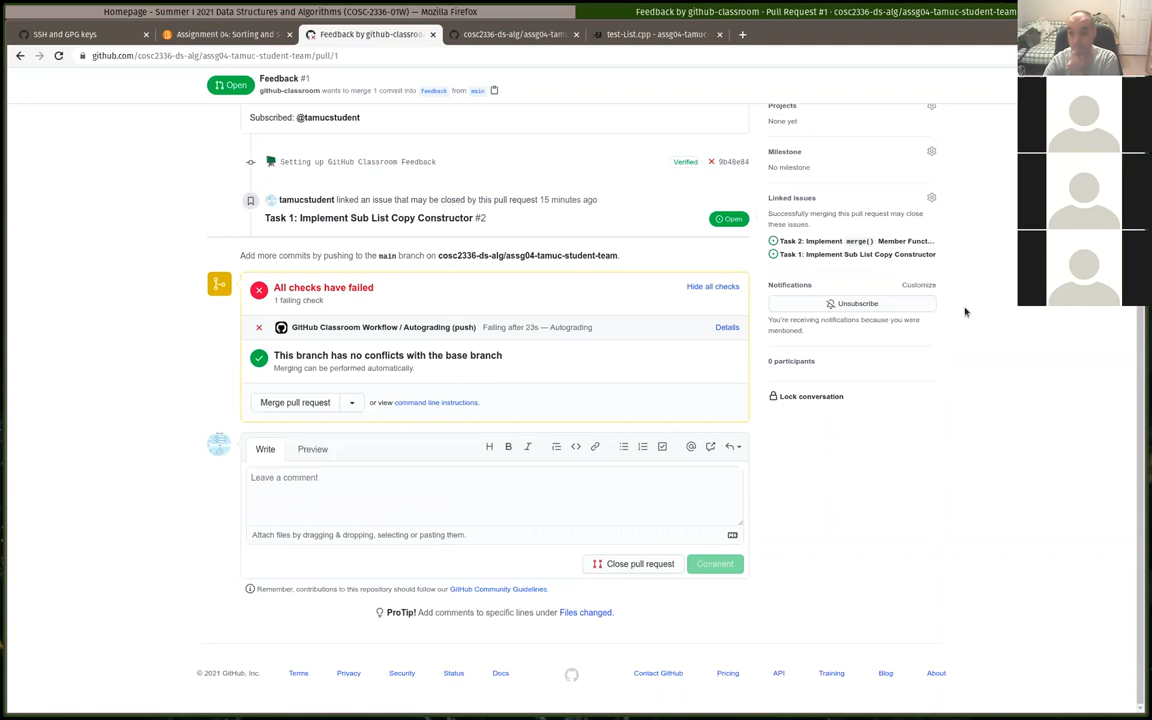 Homepage - Summer I 2021 Data Structures and Algorithms (COSC-2336-01W) — Mozilla Firefox
Feedback by github-classroom · Pull Request #1 · cosc2336-ds-alg/assg04-tamuc-student-team
SSH and GPG keys
Assignment 04: Sorting and S
Feedback by github-classroom
cosc2336-ds-alg/assg04-tamu
test-List.cpp - assg04-tamuc
github.com/cosc2336-ds-alg/assg04-tamuc-student-team/pull/1
Open
Feedback #1
github-classroom wants to merge 1 commit into feedback from main
Projects
None yet
Subscribed: @tamucstudent
Milestone
No milestone
Setting up GitHub Classroom Feedback
Verified
9b48e84
tamucstudent linked an issue that may be closed by this pull request 15 minutes ago
Task 1: Implement Sub List Copy Constructor #2
Open
Linked issues
Successfully merging this pull request may close
these issues.
Task 2: Implement merge() Member Funct...
Task 1: Implement Sub List Copy Constructor
Add more commits by pushing to the main branch on cosc2336-ds-alg/assg04-tamuc-student-team.
All checks have failed
1 failing check
Hide all checks
GitHub Classroom Workflow / Autograding (push) Failing after 23s — Autograding
Details
This branch has no conflicts with the base branch
Merging can be performed automatically.
Merge pull request
or view command line instructions.
Notifications
Customize
Unsubscribe
You're receiving notifications because you were
monitoring.
0 participants
Lock conversation
Write
Preview
Leave a comment
Attach files by dragging & dropping, selecting or pasting them.
Close pull request
Comment
Remember, contributions to this repository should follow our GitHub Community Guidelines.
ProTip! Add comments to specific lines under Files changed.
© 2021 GitHub, Inc.
Terms
Privacy
Security
Status
Docs
Contact GitHub
Pricing
API
Training
Blog
About